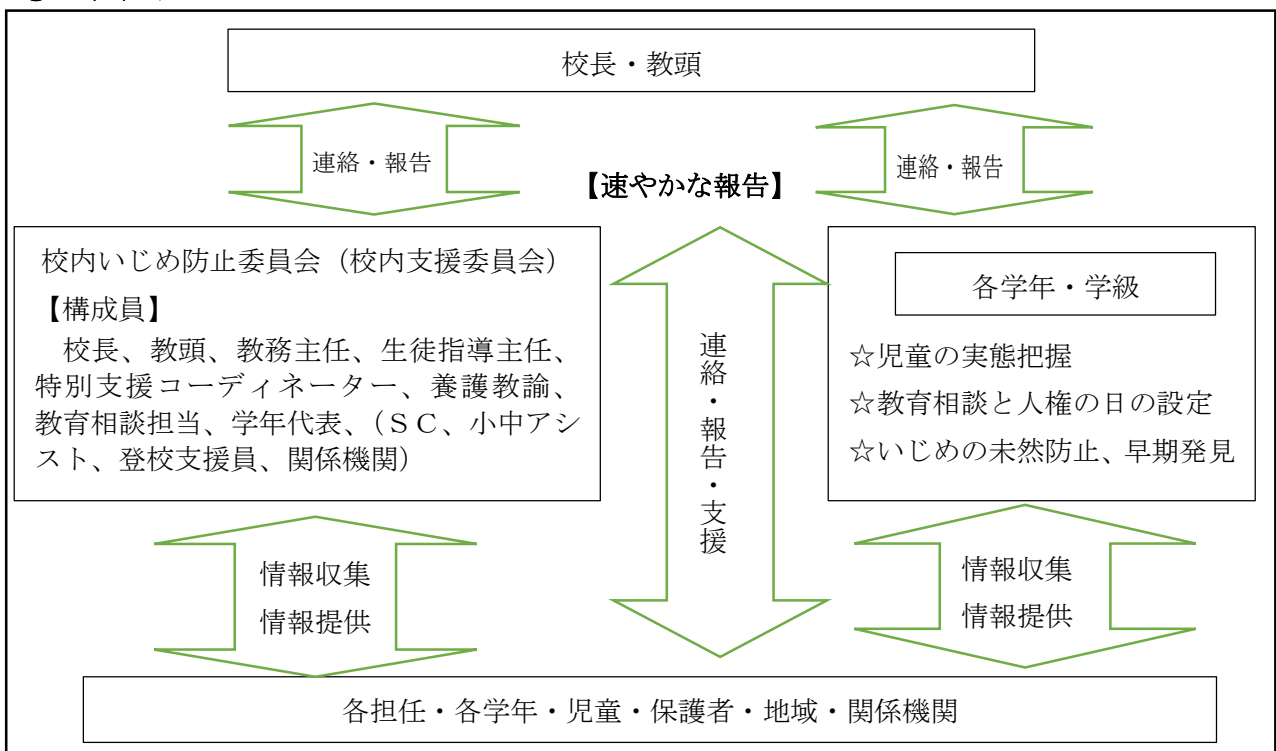 校長・教頭
連絡・報告
連絡・報告
【速やかな報告】
校内いじめ防止委員会（校内支援委員会）
【構成員】
校長、教頭、教務主任、生徒指導主任、
特別支援コーディネーター、養護教諭、
教育相談担当、学年代表、（ＳＣ、小中アシ
スト、登校支援員、関係機関）
連絡・報告・支援
各学年・学級
☆児童の実態把握
☆教育相談と人権の日の設定
☆いじめの未然防止、早期発見
情報収集
情報提供
情報収集
情報提供
各担任・各学年・児童・保護者・地域・関係機関